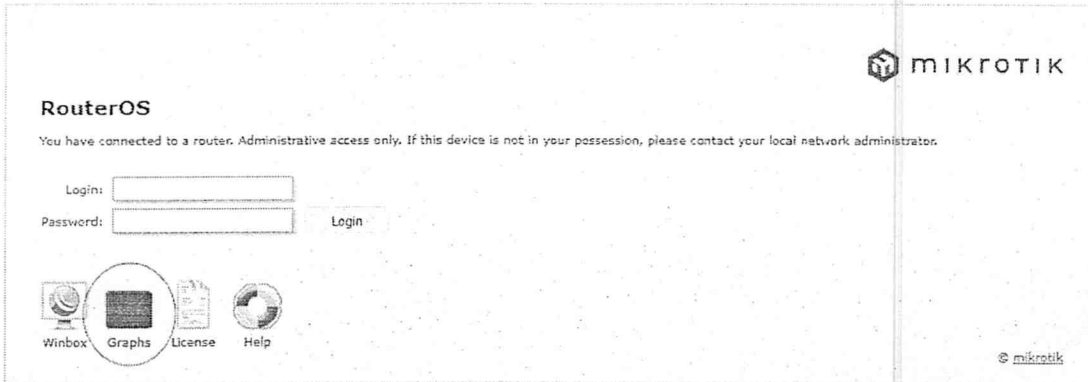 mikrotik
RouterOS
You have connected to a router. Administrative access only. If this device is not in your possession, please contact your local network administrator.
Login:
Password: Login
Winbox Graphs License Help
© mikrotik